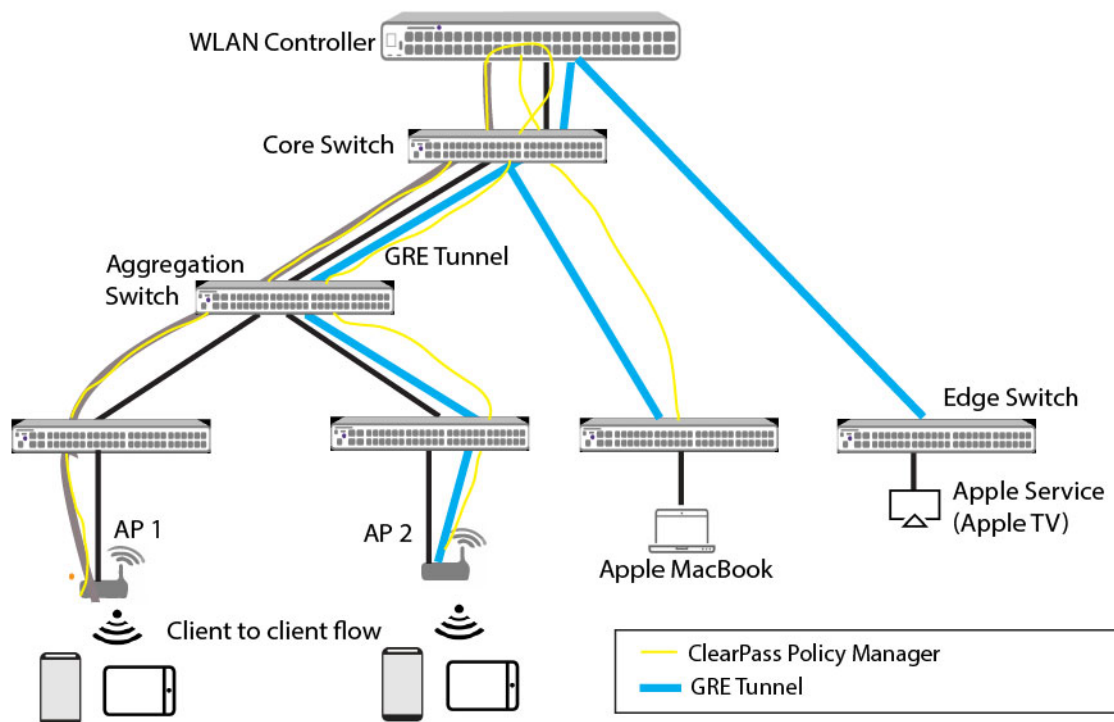 WLAN Controller
Core Switch
GRE Tunnel
Aggregation
Switch
Edge Switch
AP 1
AP 2
Apple MacBook
Apple Service
(Apple TV)
Client to client flow
ClearPass Policy Manager
GRE Tunnel